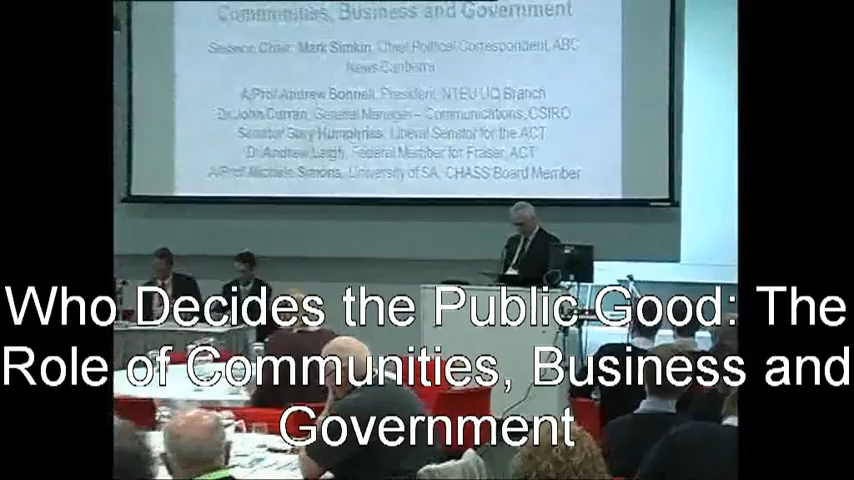 Communities, Business and Government
Session Chair: Mark Simkin, Chief Political Correspondent, ABC
News Canberra
A/Prof Andrew Bonnell, President, NTEU UQ Branch
Dr John Curran, General Manager – Communications, CSIRO
Senator Gary Humphries, Liberal Senator for the ACT
Dr Andrew Leigh, Federal Member for Fraser, ACT
A/Prof Michele Simons, University of SA, CHASS Board Member
Who Decides the Public Good: The
Role of Communities, Business and
Government